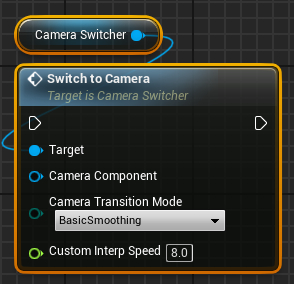 Camera Switcher
Switch to Camera
Target is Camera Switcher
Target
Camera Component
Camera Transition Mode
BasicSmoothing
Custom Interp Speed 8.0